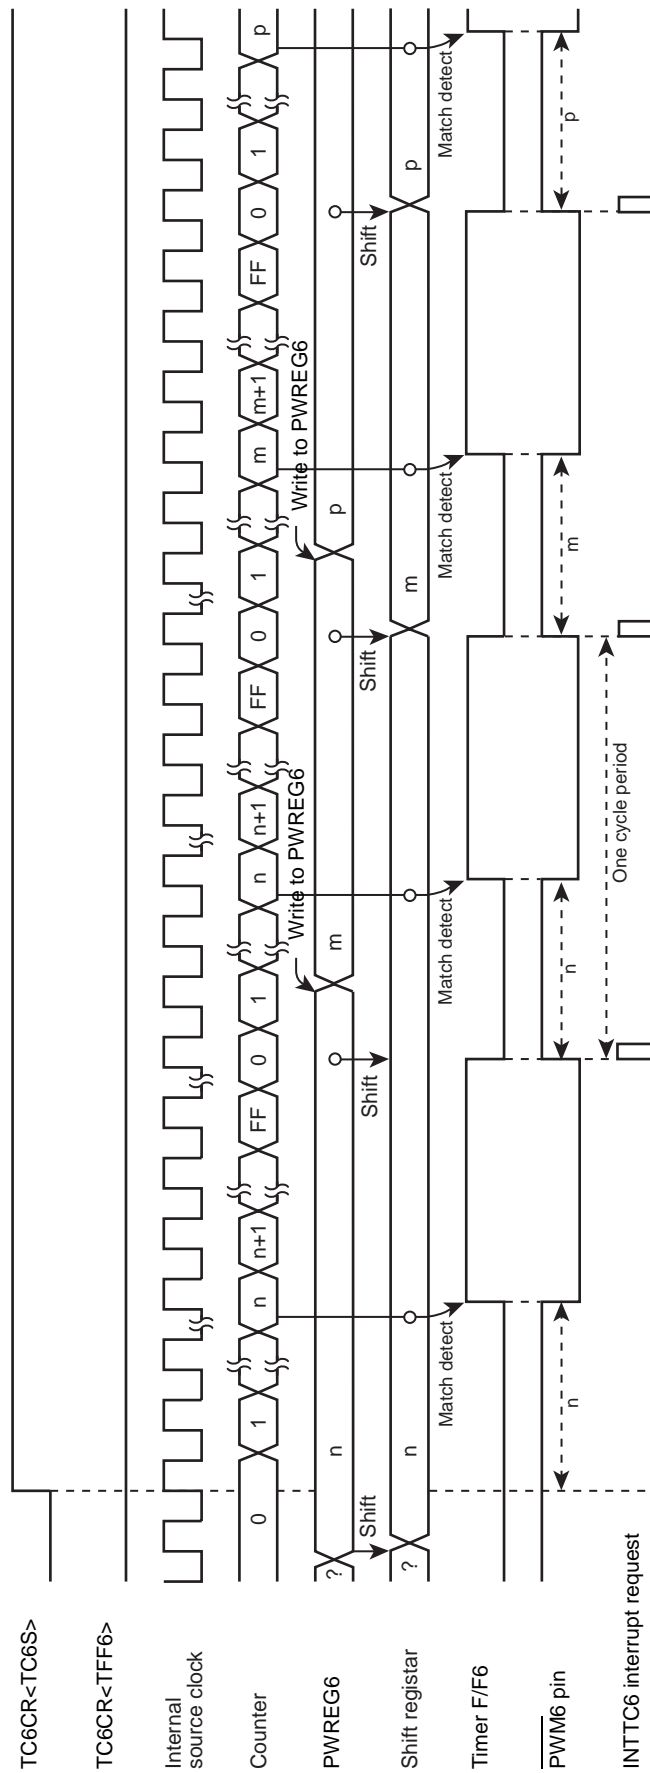 TC6CR<TC6S>
TC6CR<TFF6>
Internal
source clock
Counter
0
1
n
n+1
FF
0
1
n
n+1
FF
0
1
m
m+1
FF
0
1
p
Write to PWREG6
Write to PWREG6
PWREG6
?
n
m
p
Shift
Shift
Shift
Shift
Shift registar
?
n
m
p
Match detect
Match detect
Match detect
Match detect
Timer F/F6
PWM6 pin
n
n
m
p
One cycle period
INTTC6 interrupt request